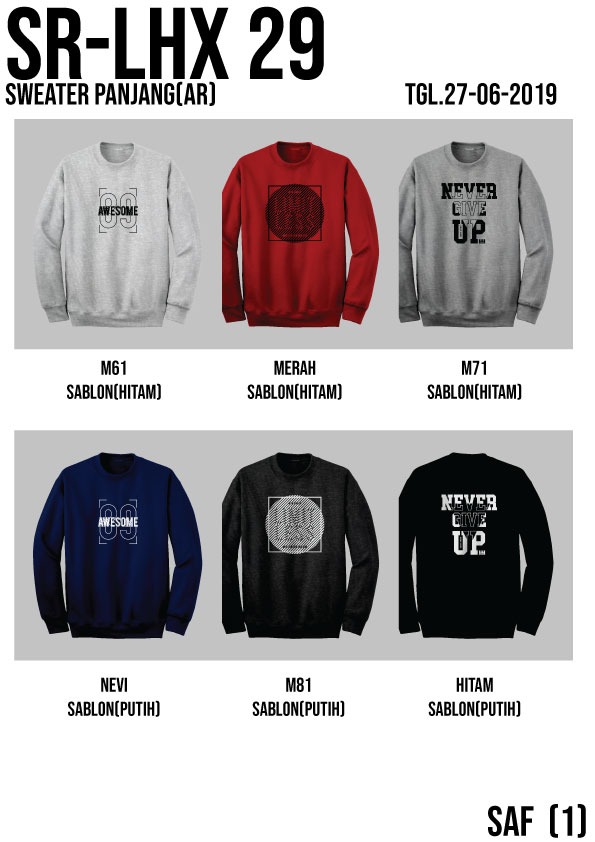 SR-LHX 29
SWEATER PANJANG(AR)
TGL.27-06-2019
AWESOME
89
NEVER
GIVE
UP
M61
SABLON(HITAM)
MERAH
SABLON(HITAM)
M71
SABLON(HITAM)
AWESOME
89
NEVER
GIVE
UP
NEVI
SABLON(PUTIH)
M81
SABLON(PUTIH)
HITAM
SABLON(PUTIH)
SAF (1)